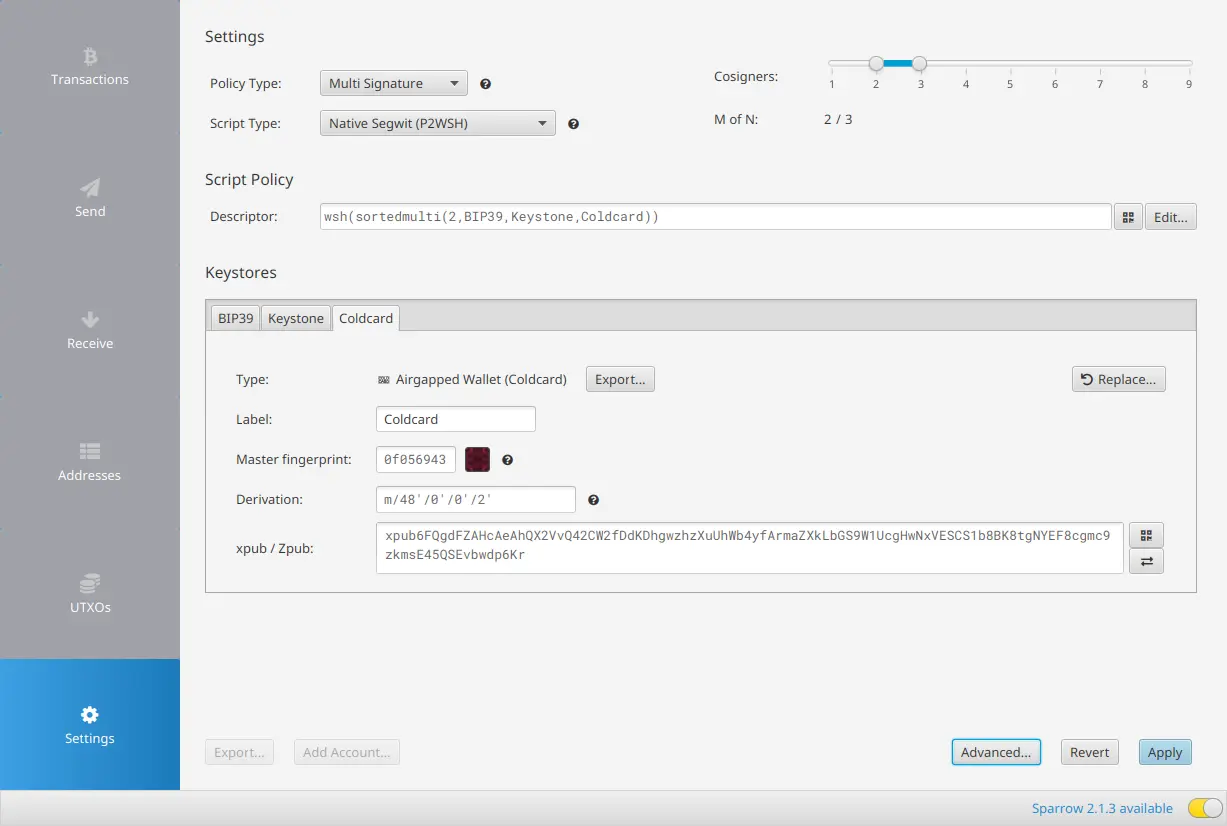 Transactions
Send
Receive
Addresses
UTXOs
Settings
Settings
Policy Type: Multi Signature
Script Type: Native Segwit (P2WSH)
Cosigners:
1 2 3 4 5 6 7 8 9
M of N: 2 / 3
Script Policy
Descriptor: wsh(sortedmulti(2,BIP39,Keystone,Coldcard)) Edit...
Keystores
BIP39 Keystone Coldcard
Type: Airgapped Wallet (Coldcard) Export... Replace...
Label: Coldcard
Master fingerprint: 0f056943
Derivation: m/48'/0'/0'/2'
xpub / Zpub: xpub6FQgdFZAHcAeAhQX2VvQ42CW2fDdKDhgwzhzXuUhWb4yfArmaZXkLbGS9W1UcgHwNxVESCS1b8BK8tgNYEF8cgmc9
zkmsE45QSEvbwdp6Kr
Export... Add Account... Advanced... Revert Apply
Sparrow 2.1.3 available